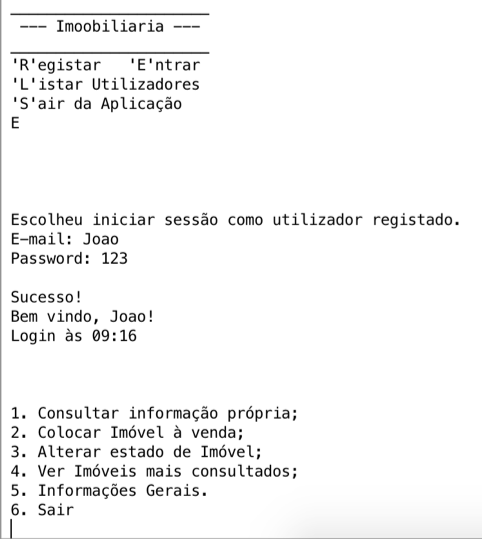 --- Imoobiliaria ---
'R'egistar 'E'ntrar
'L'istar Utilizadores
'S'air da Aplicação
E
Escolheu iniciar sessão como utilizador registado.
E-mail: Joao
Password: 123
Sucesso!
Bem vindo, Joao!
Login às 09:16
1. Consultar informação própria;
2. Colocar Imóvel à venda;
3. Alterar estado de Imóvel;
4. Ver Imóveis mais consultados;
5. Informações Gerais.
6. Sair